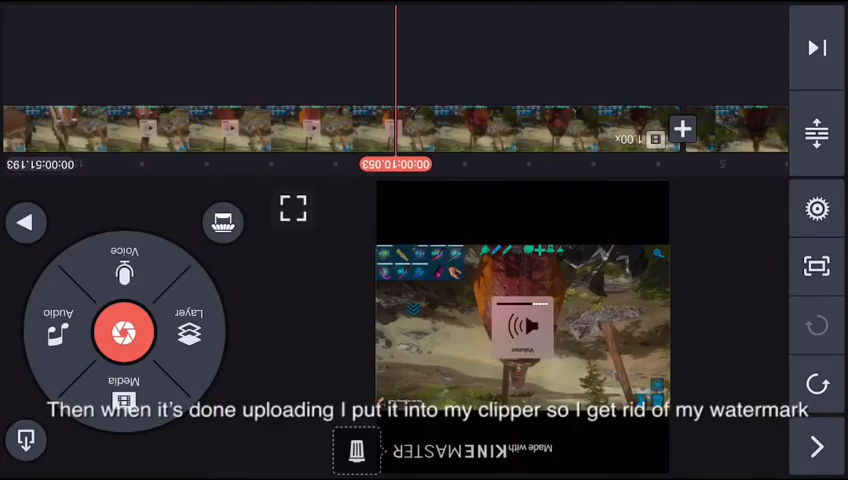 00:00:51.193
00:00:10.053
5
1.00x
Voice
Audio
Layer
Media
Volume
Then when it's done uploading I put it into my clipper so I get rid of my watermark
Made with
KINEMASTER